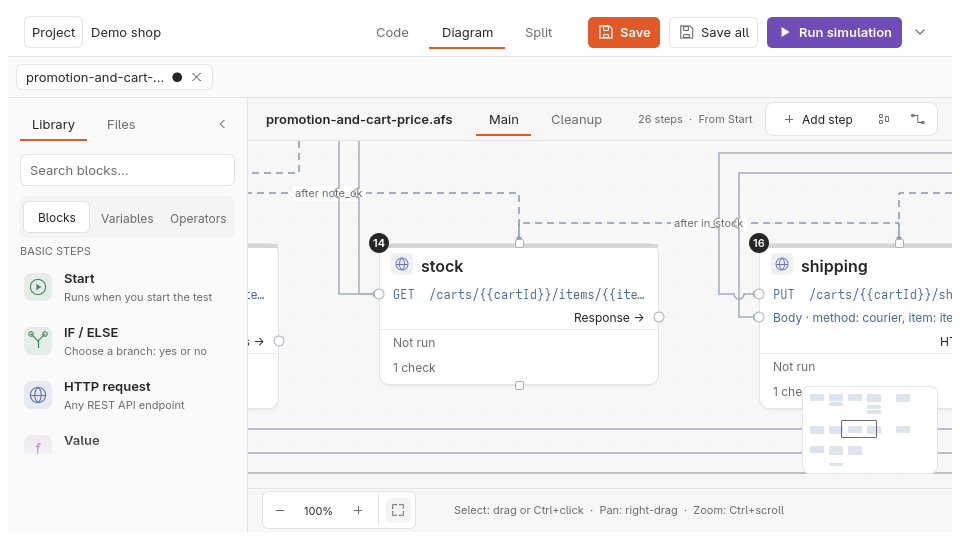 Project Demo shop Code Diagram Split Save Save all Run simulation
promotion-and-cart-...
Library Files
promotion-and-cart-price.afs Main Cleanup 26 steps · From Start Add step
Search blocks...
Blocks Variables Operators
BASIC STEPS
Start
Runs when you start the test
IF / ELSE
Choose a branch: yes or no
HTTP request
Any REST API endpoint
Value
f
after note_ok
after in_stock
te…
s →
14
stock
GET /carts/{{cartId}}/items/{{ite…
Response →
Not run
1 check
16
shipping
PUT /carts/{{cartId}}/sh
Body · method: courier, item: ite
HT
Not run
1 che
100%
Select: drag or Ctrl+click · Pan: right-drag · Zoom: Ctrl+scroll